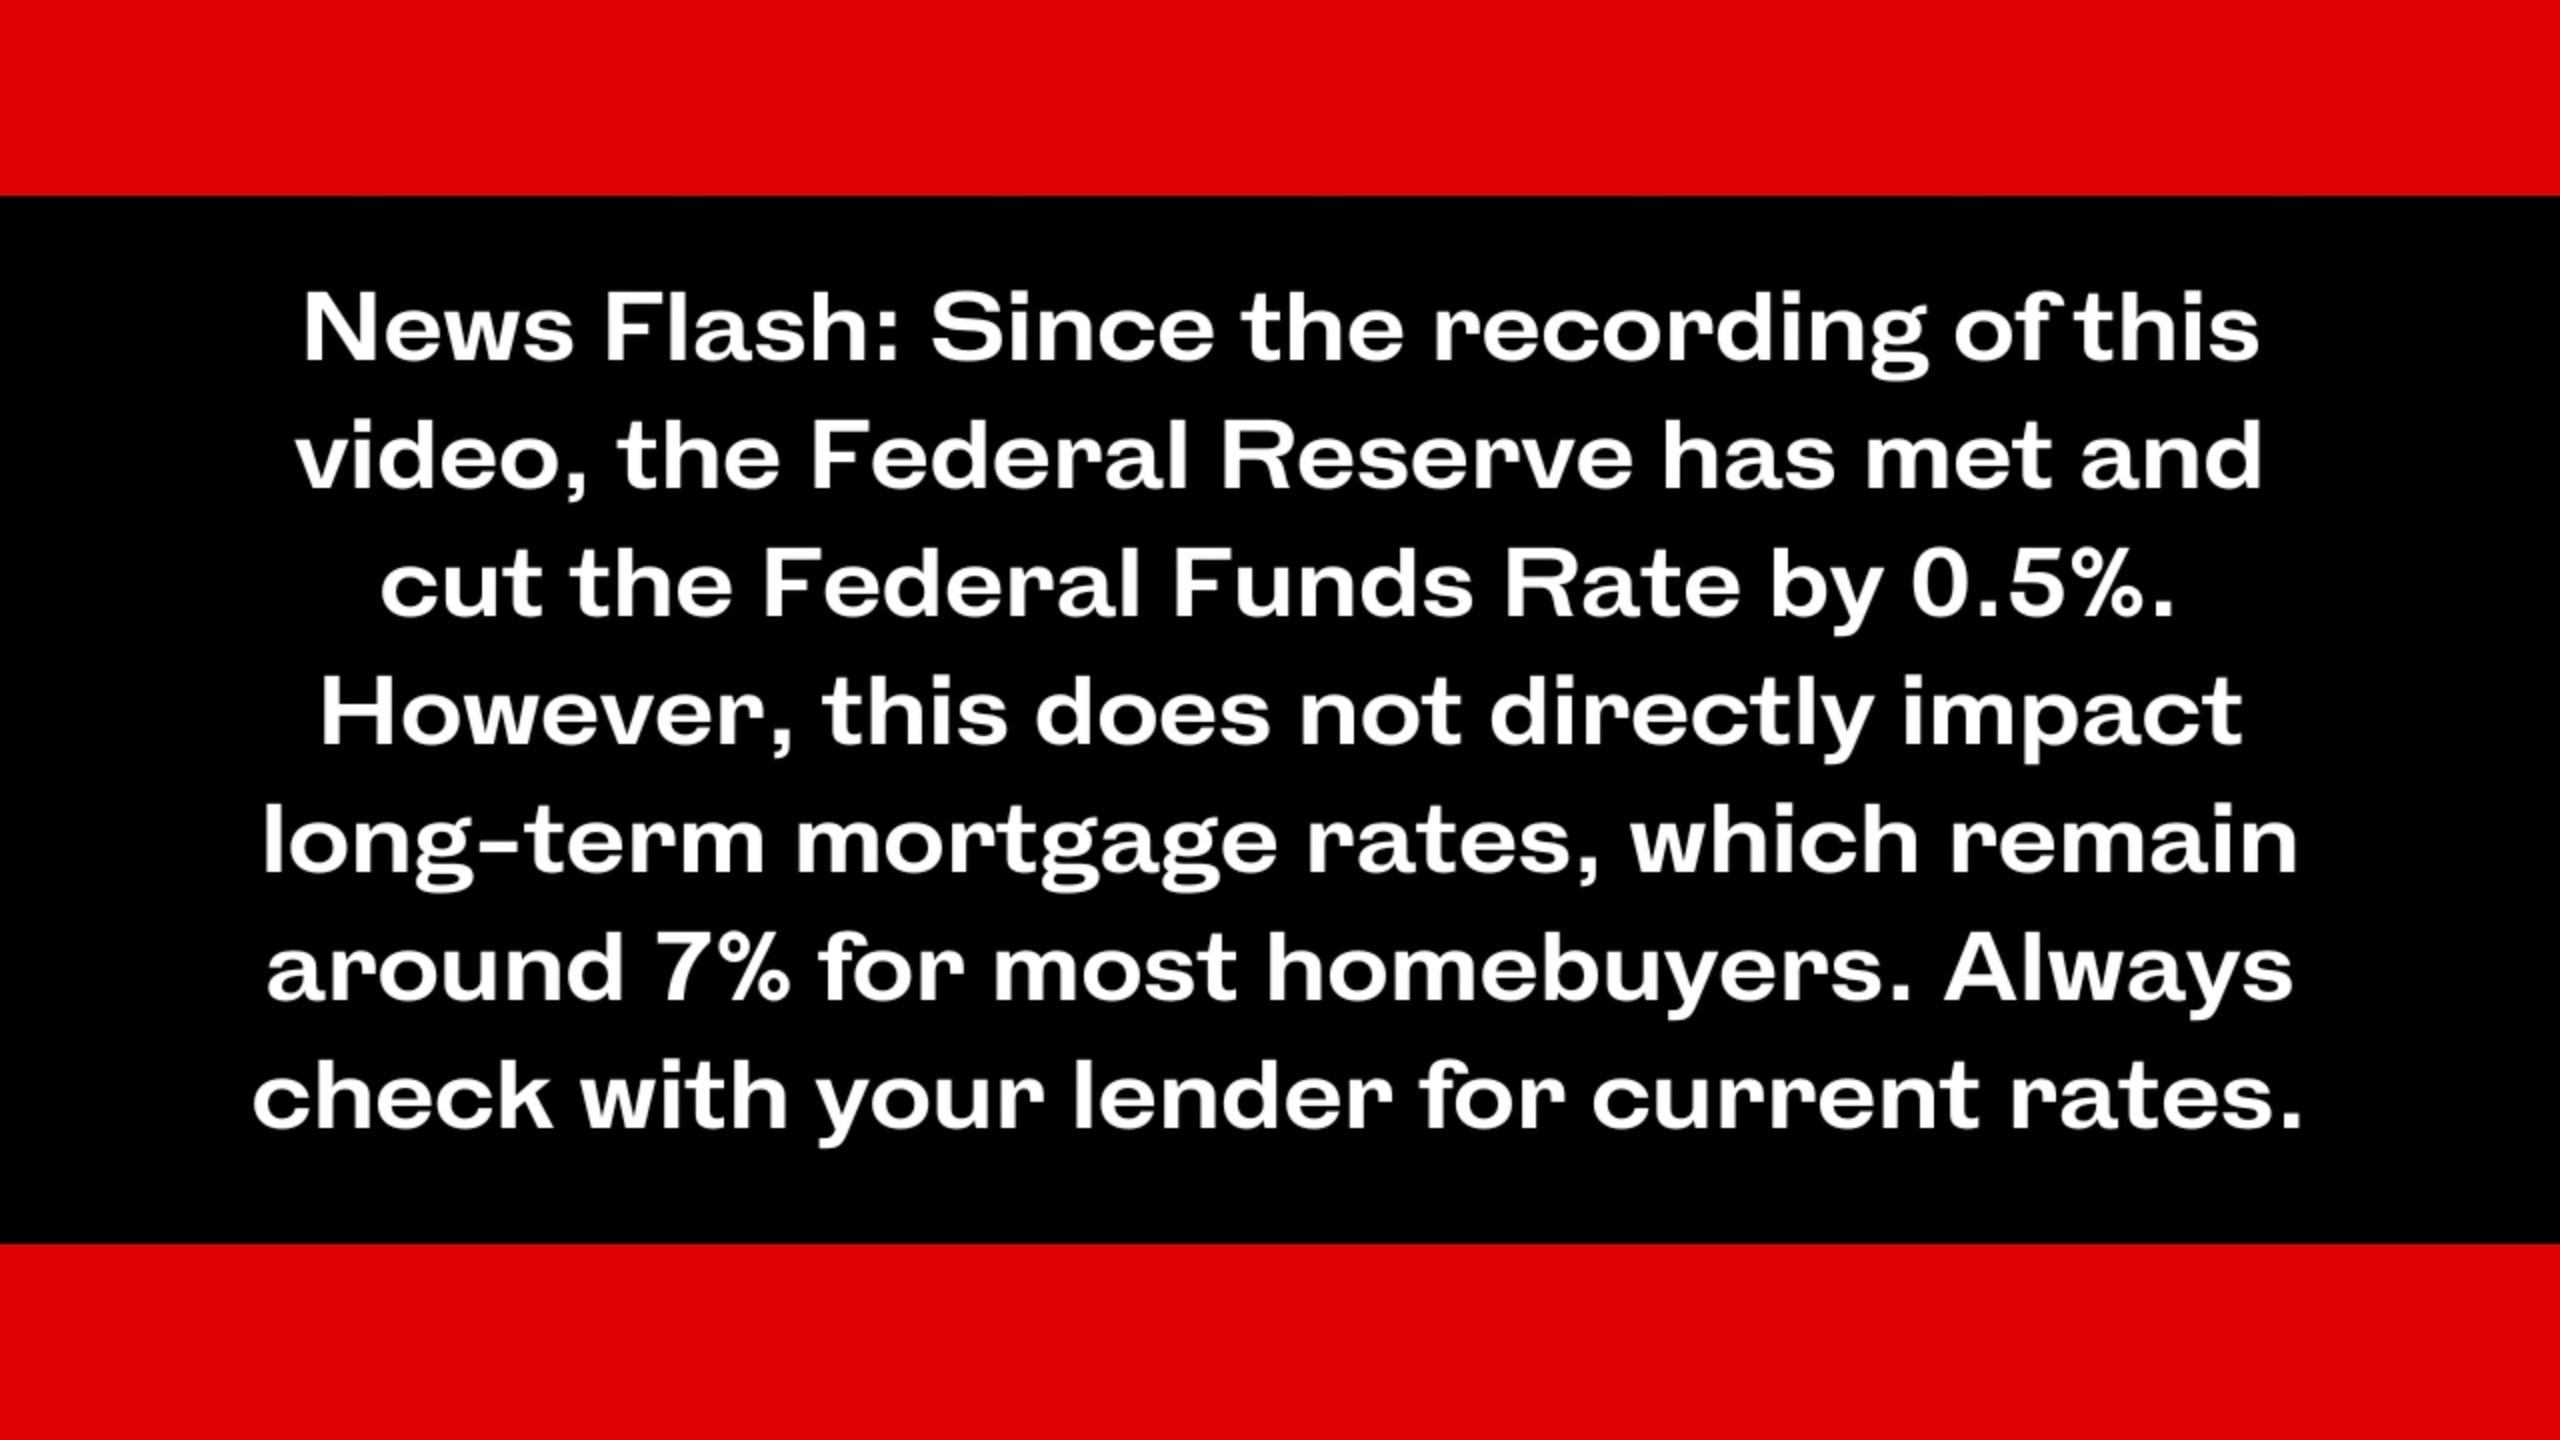 News Flash: Since the recording of this
video, the Federal Reserve has met and
cut the Federal Funds Rate by 0.5%.
However, this does not directly impact
long-term mortgage rates, which remain
around 7% for most homebuyers. Always
check with your lender for current rates.